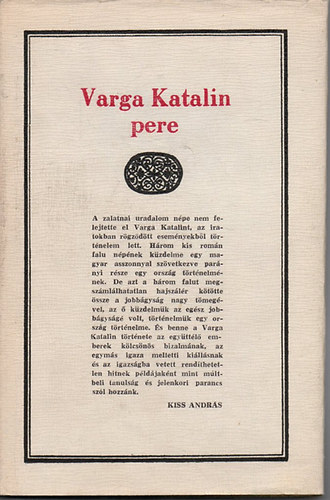 Varga Katalin
pere
A zalatnai uradalom népe nem fe-
lejtette el Varga Katalint, az ira-
tokban rögződött eseményekből tör-
ténelem lett. Három kis román
falu népének küzdelme egy ma-
gyar asszonnyal szövetkezve pará-
nyi része egy ország történelmé-
nek. De azt a három falut meg-
számlálhatatlan hajszálér kötötte
össze a jobbágyság nagy tömegé-
vel, az ő küzdelmük az egész job-
bágyságé volt, történelmük egy or-
szág történelme. És benne a Varga
Katalin története az együttélő em-
berek kölcsönös bizalmának, az
egymás igaza melletti kiállásnak
és az igazságba vetett rendíthetet-
len hitnek példájaként mint múlt-
beli tanulság és jelenkori parancs
szól hozzánk.
KISS ANDRÁS